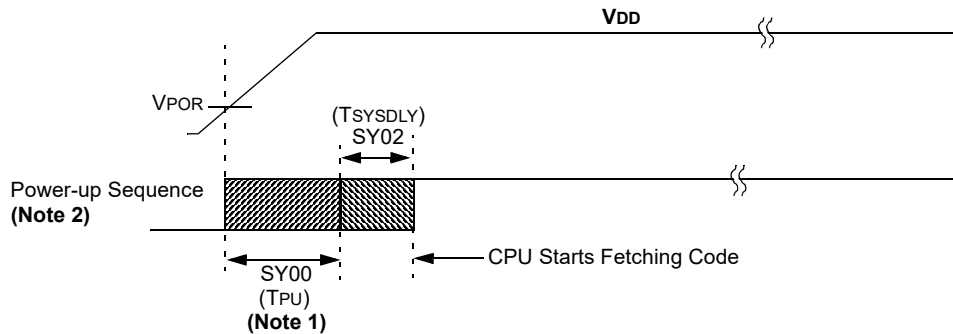 VDD
VPOR
(TSYSDLY)
SY02
Power-up Sequence
(Note 2)
CPU Starts Fetching Code
SY00
(TPU)
(Note 1)